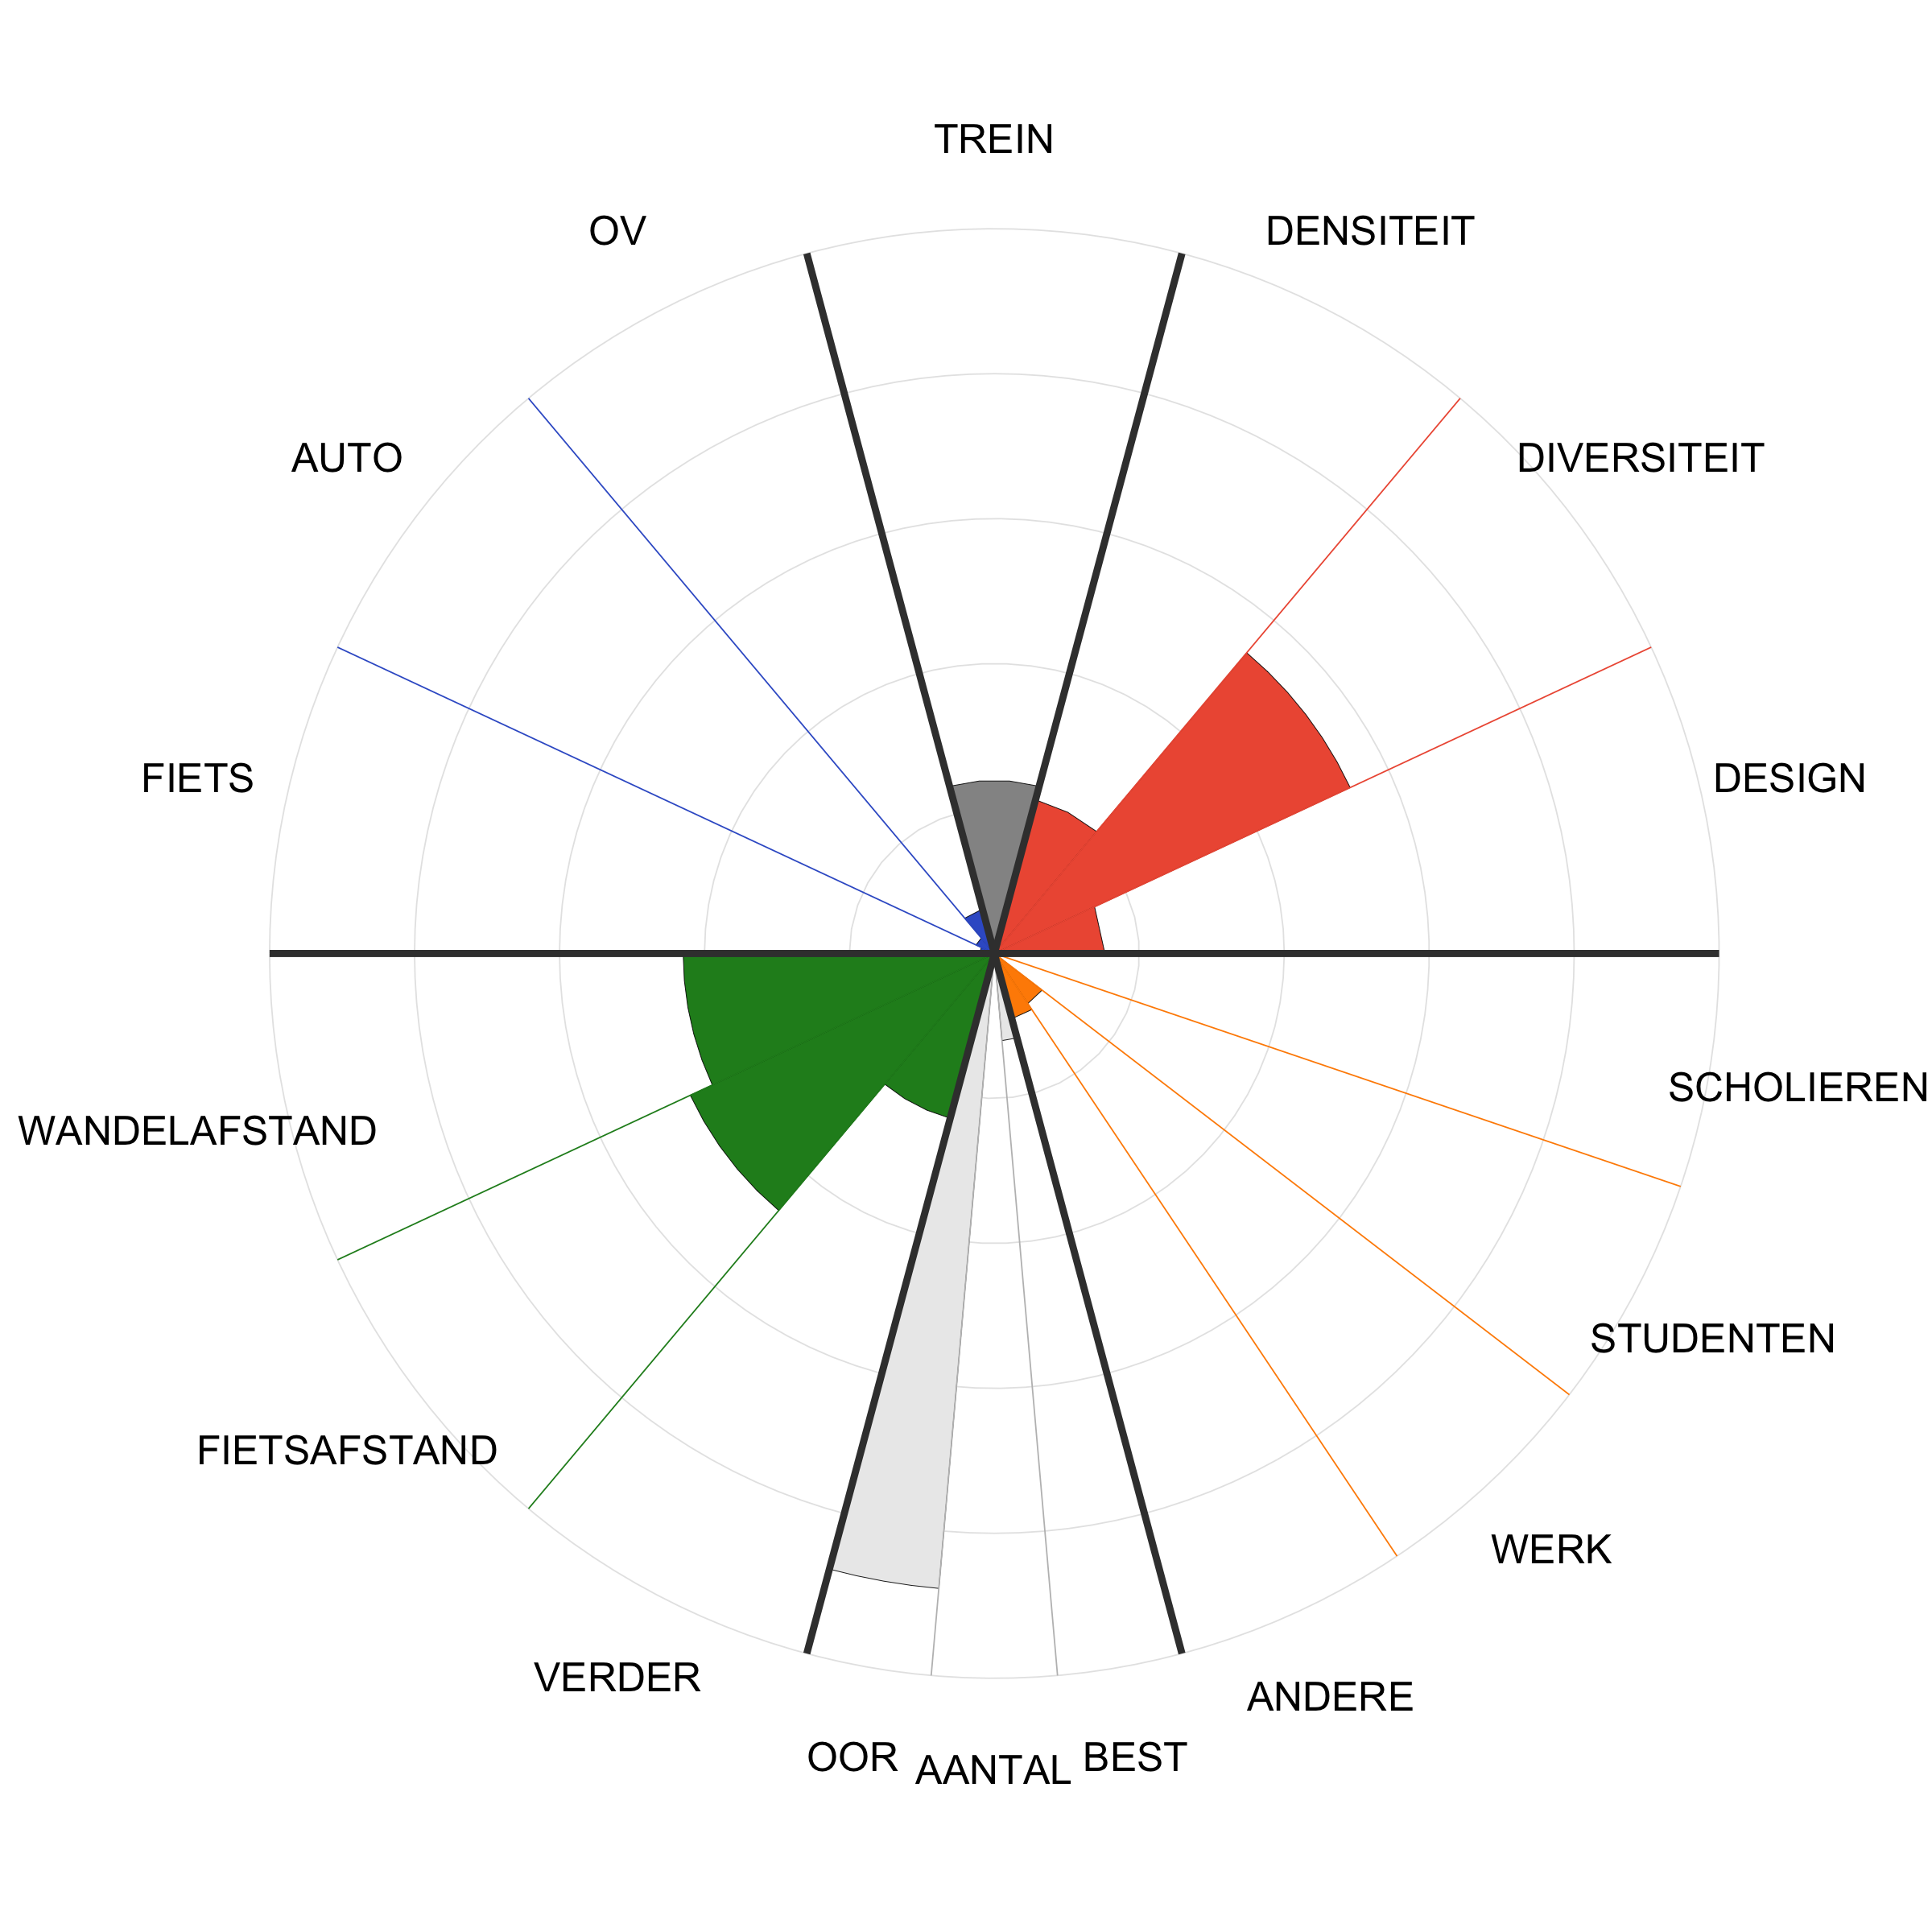 TREIN
OV
DENSITEIT
AUTO
DIVERSITEIT
FIETS
DESIGN
SCHOLIEREN
WANDELAFSTAND
STUDENTEN
FIETSAFSTAND
WERK
VERDER
ANDERE
OOR
AANTAL
BEST